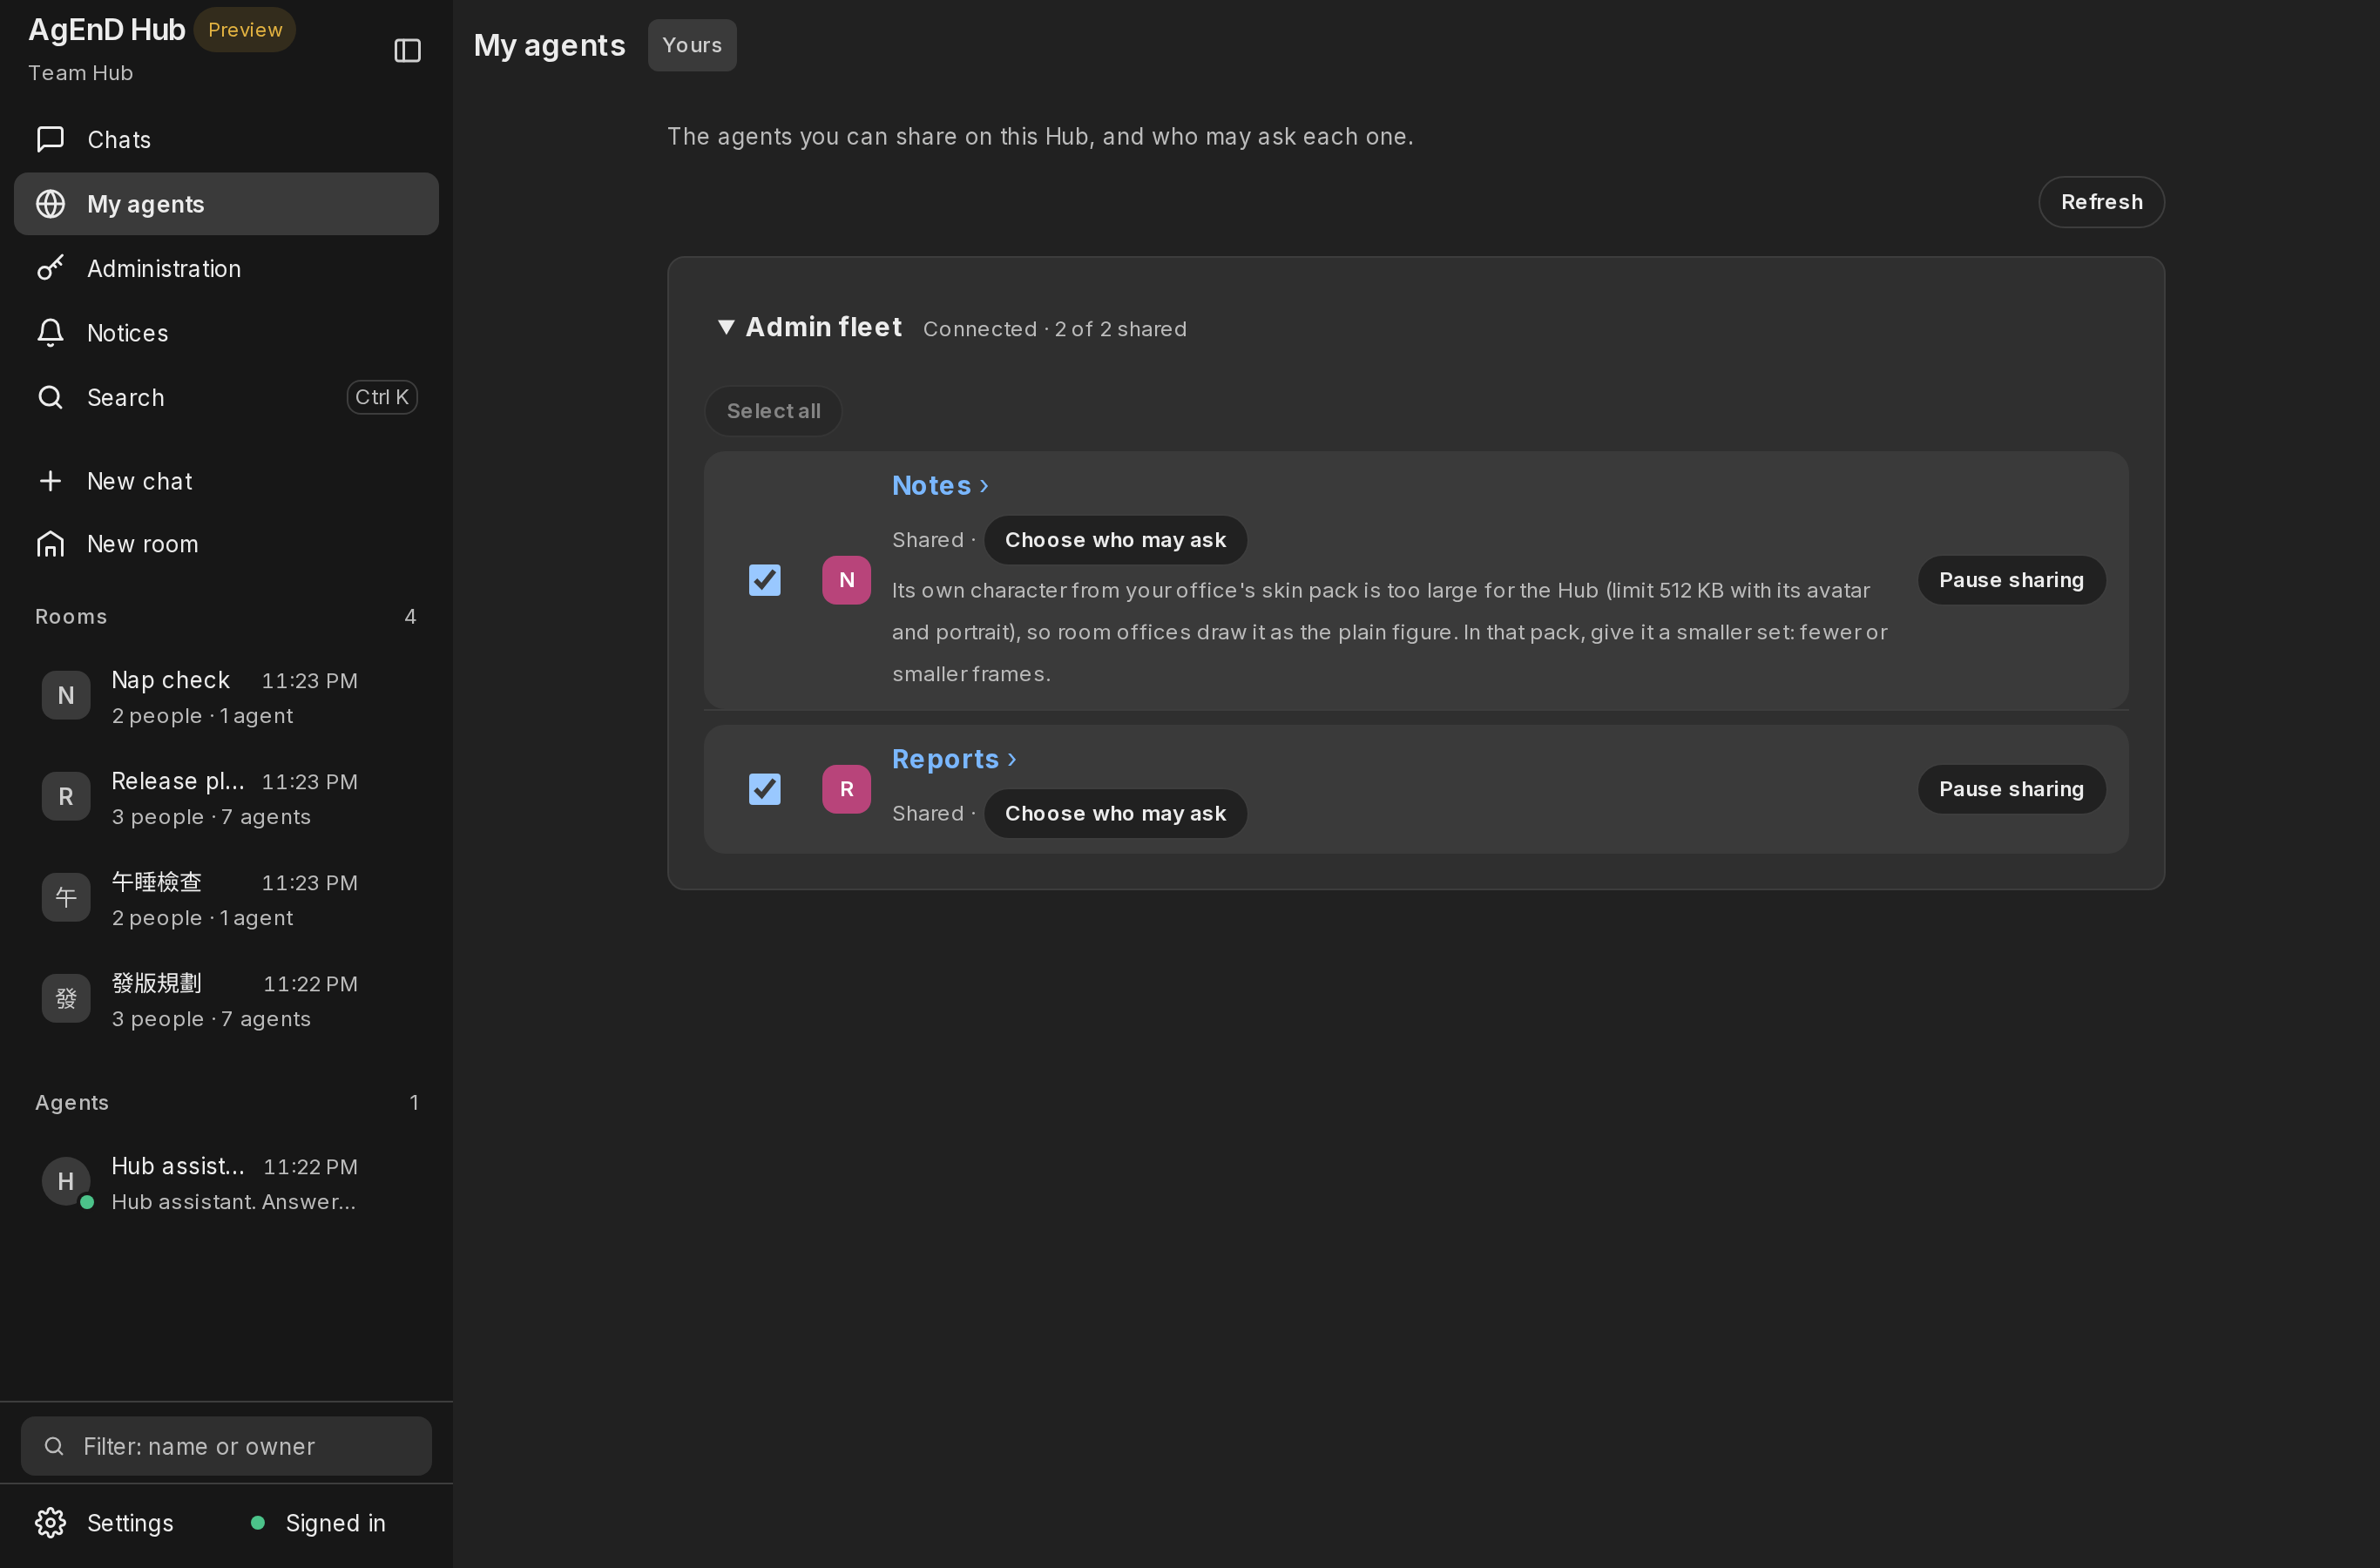 AgEnD Hub Preview
Team Hub
Chats
My agents
Administration
Notices
Search Ctrl K
New chat
New room
Rooms 4
N Nap check 11:23 PM
2 people · 1 agent
R Release pl… 11:23 PM
3 people · 7 agents
午 午睡檢查 11:23 PM
2 people · 1 agent
發 發版規劃 11:22 PM
3 people · 7 agents
Agents 1
H Hub assist… 11:22 PM
Hub assistant. Answer…
Filter: name or owner
Settings Signed in
My agents Yours
The agents you can share on this Hub, and who may ask each one.
Refresh
Admin fleet Connected · 2 of 2 shared
Select all
N Notes ›
Shared · Choose who may ask
Its own character from your office's skin pack is too large for the Hub (limit 512 KB with its avatar
and portrait), so room offices draw it as the plain figure. In that pack, give it a smaller set: fewer or
smaller frames.
Pause sharing
R Reports ›
Shared · Choose who may ask
Pause sharing